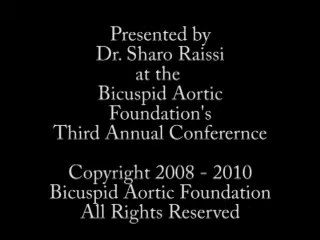 Presented by
Dr. Sharo Raissi
at the
Bicuspid Aortic
Foundation's
Third Annual Conferernce
Copyright 2008 - 2010
Bicuspid Aortic Foundation
All Rights Reserved